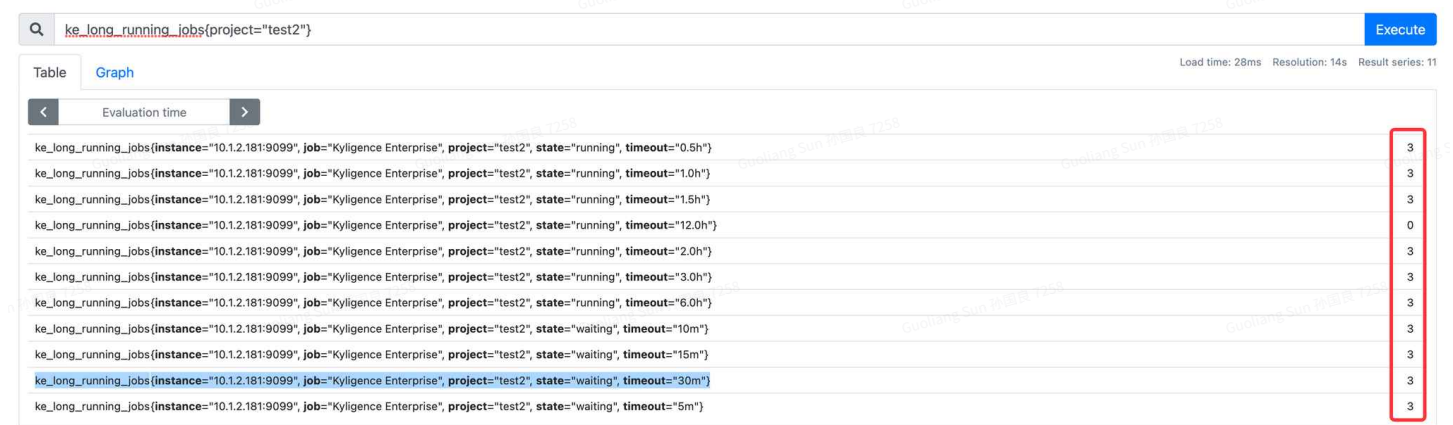 ke_long_running_jobs{project="test2"}
Execute
Table
Graph
Load time: 28ms Resolution: 14s Result series: 11
Evaluation time
ke_long_running_jobs{instance="10.1.2.181:9099", job="Kyligence Enterprise", project="test2", state="running", timeout="0.5h"} 3
ke_long_running_jobs{instance="10.1.2.181:9099", job="Kyligence Enterprise", project="test2", state="running", timeout="1.0h"} 3
ke_long_running_jobs{instance="10.1.2.181:9099", job="Kyligence Enterprise", project="test2", state="running", timeout="1.5h"} 3
ke_long_running_jobs{instance="10.1.2.181:9099", job="Kyligence Enterprise", project="test2", state="running", timeout="12.0h"} 0
ke_long_running_jobs{instance="10.1.2.181:9099", job="Kyligence Enterprise", project="test2", state="running", timeout="2.0h"} 3
ke_long_running_jobs{instance="10.1.2.181:9099", job="Kyligence Enterprise", project="test2", state="running", timeout="3.0h"} 3
ke_long_running_jobs{instance="10.1.2.181:9099", job="Kyligence Enterprise", project="test2", state="running", timeout="6.0h"} 3
ke_long_running_jobs{instance="10.1.2.181:9099", job="Kyligence Enterprise", project="test2", state="waiting", timeout="10m"} 3
ke_long_running_jobs{instance="10.1.2.181:9099", job="Kyligence Enterprise", project="test2", state="waiting", timeout="15m"} 3
ke_long_running_jobs{instance="10.1.2.181:9099", job="Kyligence Enterprise", project="test2", state="waiting", timeout="30m"} 3
ke_long_running_jobs{instance="10.1.2.181:9099", job="Kyligence Enterprise", project="test2", state="waiting", timeout="5m"} 3
Guoliang Sun 孙国良 7258